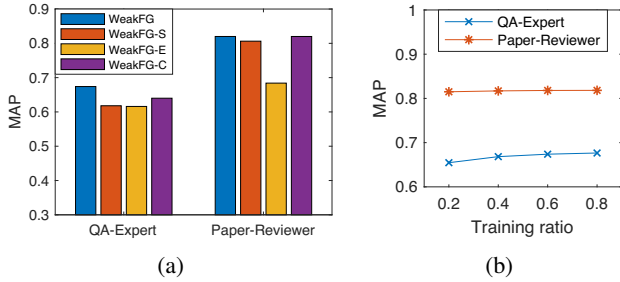 0.9
0.8
0.7
0.6
0.5
0.4
0.3
MAP
WeakFG
WeakFG-S
WeakFG-E
WeakFG-C
QA-Expert
Paper-Reviewer
(a)
1
0.9
0.8
0.7
0.6
MAP
QA-Expert
Paper-Reviewer
0.2 0.4 0.6 0.8
Training ratio
(b)